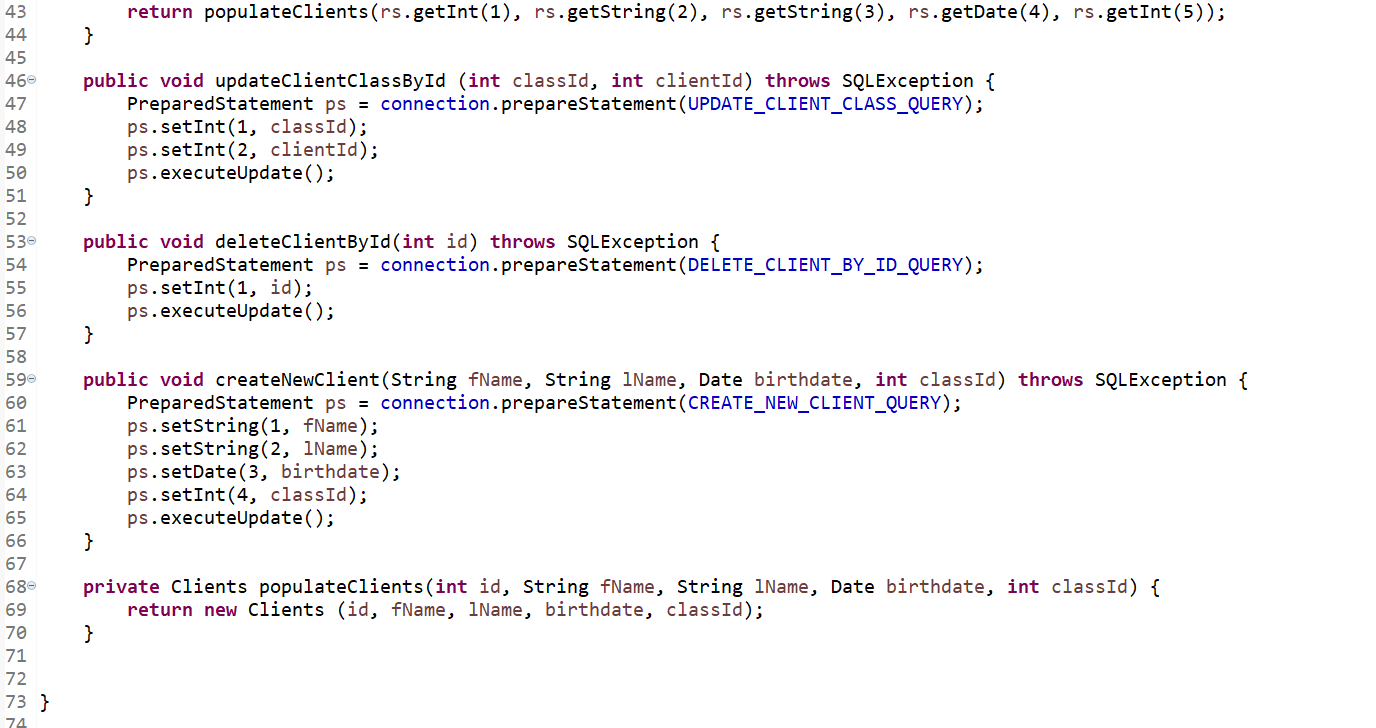 43 return populateClients(rs.getInt(1), rs.getString(2), rs.getString(3), rs.getDate(4), rs.getInt(5));
44 }
45
46 public void updateClientClassById (int classId, int clientId) throws SQLException {
47 PreparedStatement ps = connection.prepareStatement(UPDATE_CLIENT_CLASS_QUERY);
48 ps.setInt(1, classId);
49 ps.setInt(2, clientId);
50 ps.executeUpdate();
51 }
52
53 public void deleteClientById(int id) throws SQLException {
54 PreparedStatement ps = connection.prepareStatement(DELETE_CLIENT_BY_ID_QUERY);
55 ps.setInt(1, id);
56 ps.executeUpdate();
57 }
58
59 public void createNewClient(String fName, String lName, Date birthdate, int classId) throws SQLException {
60 PreparedStatement ps = connection.prepareStatement(CREATE_NEW_CLIENT_QUERY);
61 ps.setString(1, fName);
62 ps.setString(2, lName);
63 ps.setDate(3, birthdate);
64 ps.setInt(4, classId);
65 ps.executeUpdate();
66 }
67
68 private Clients populateClients(int id, String fName, String lName, Date birthdate, int classId) {
69 return new Clients (id, fName, lName, birthdate, classId);
70 }
71
72
73 }
74